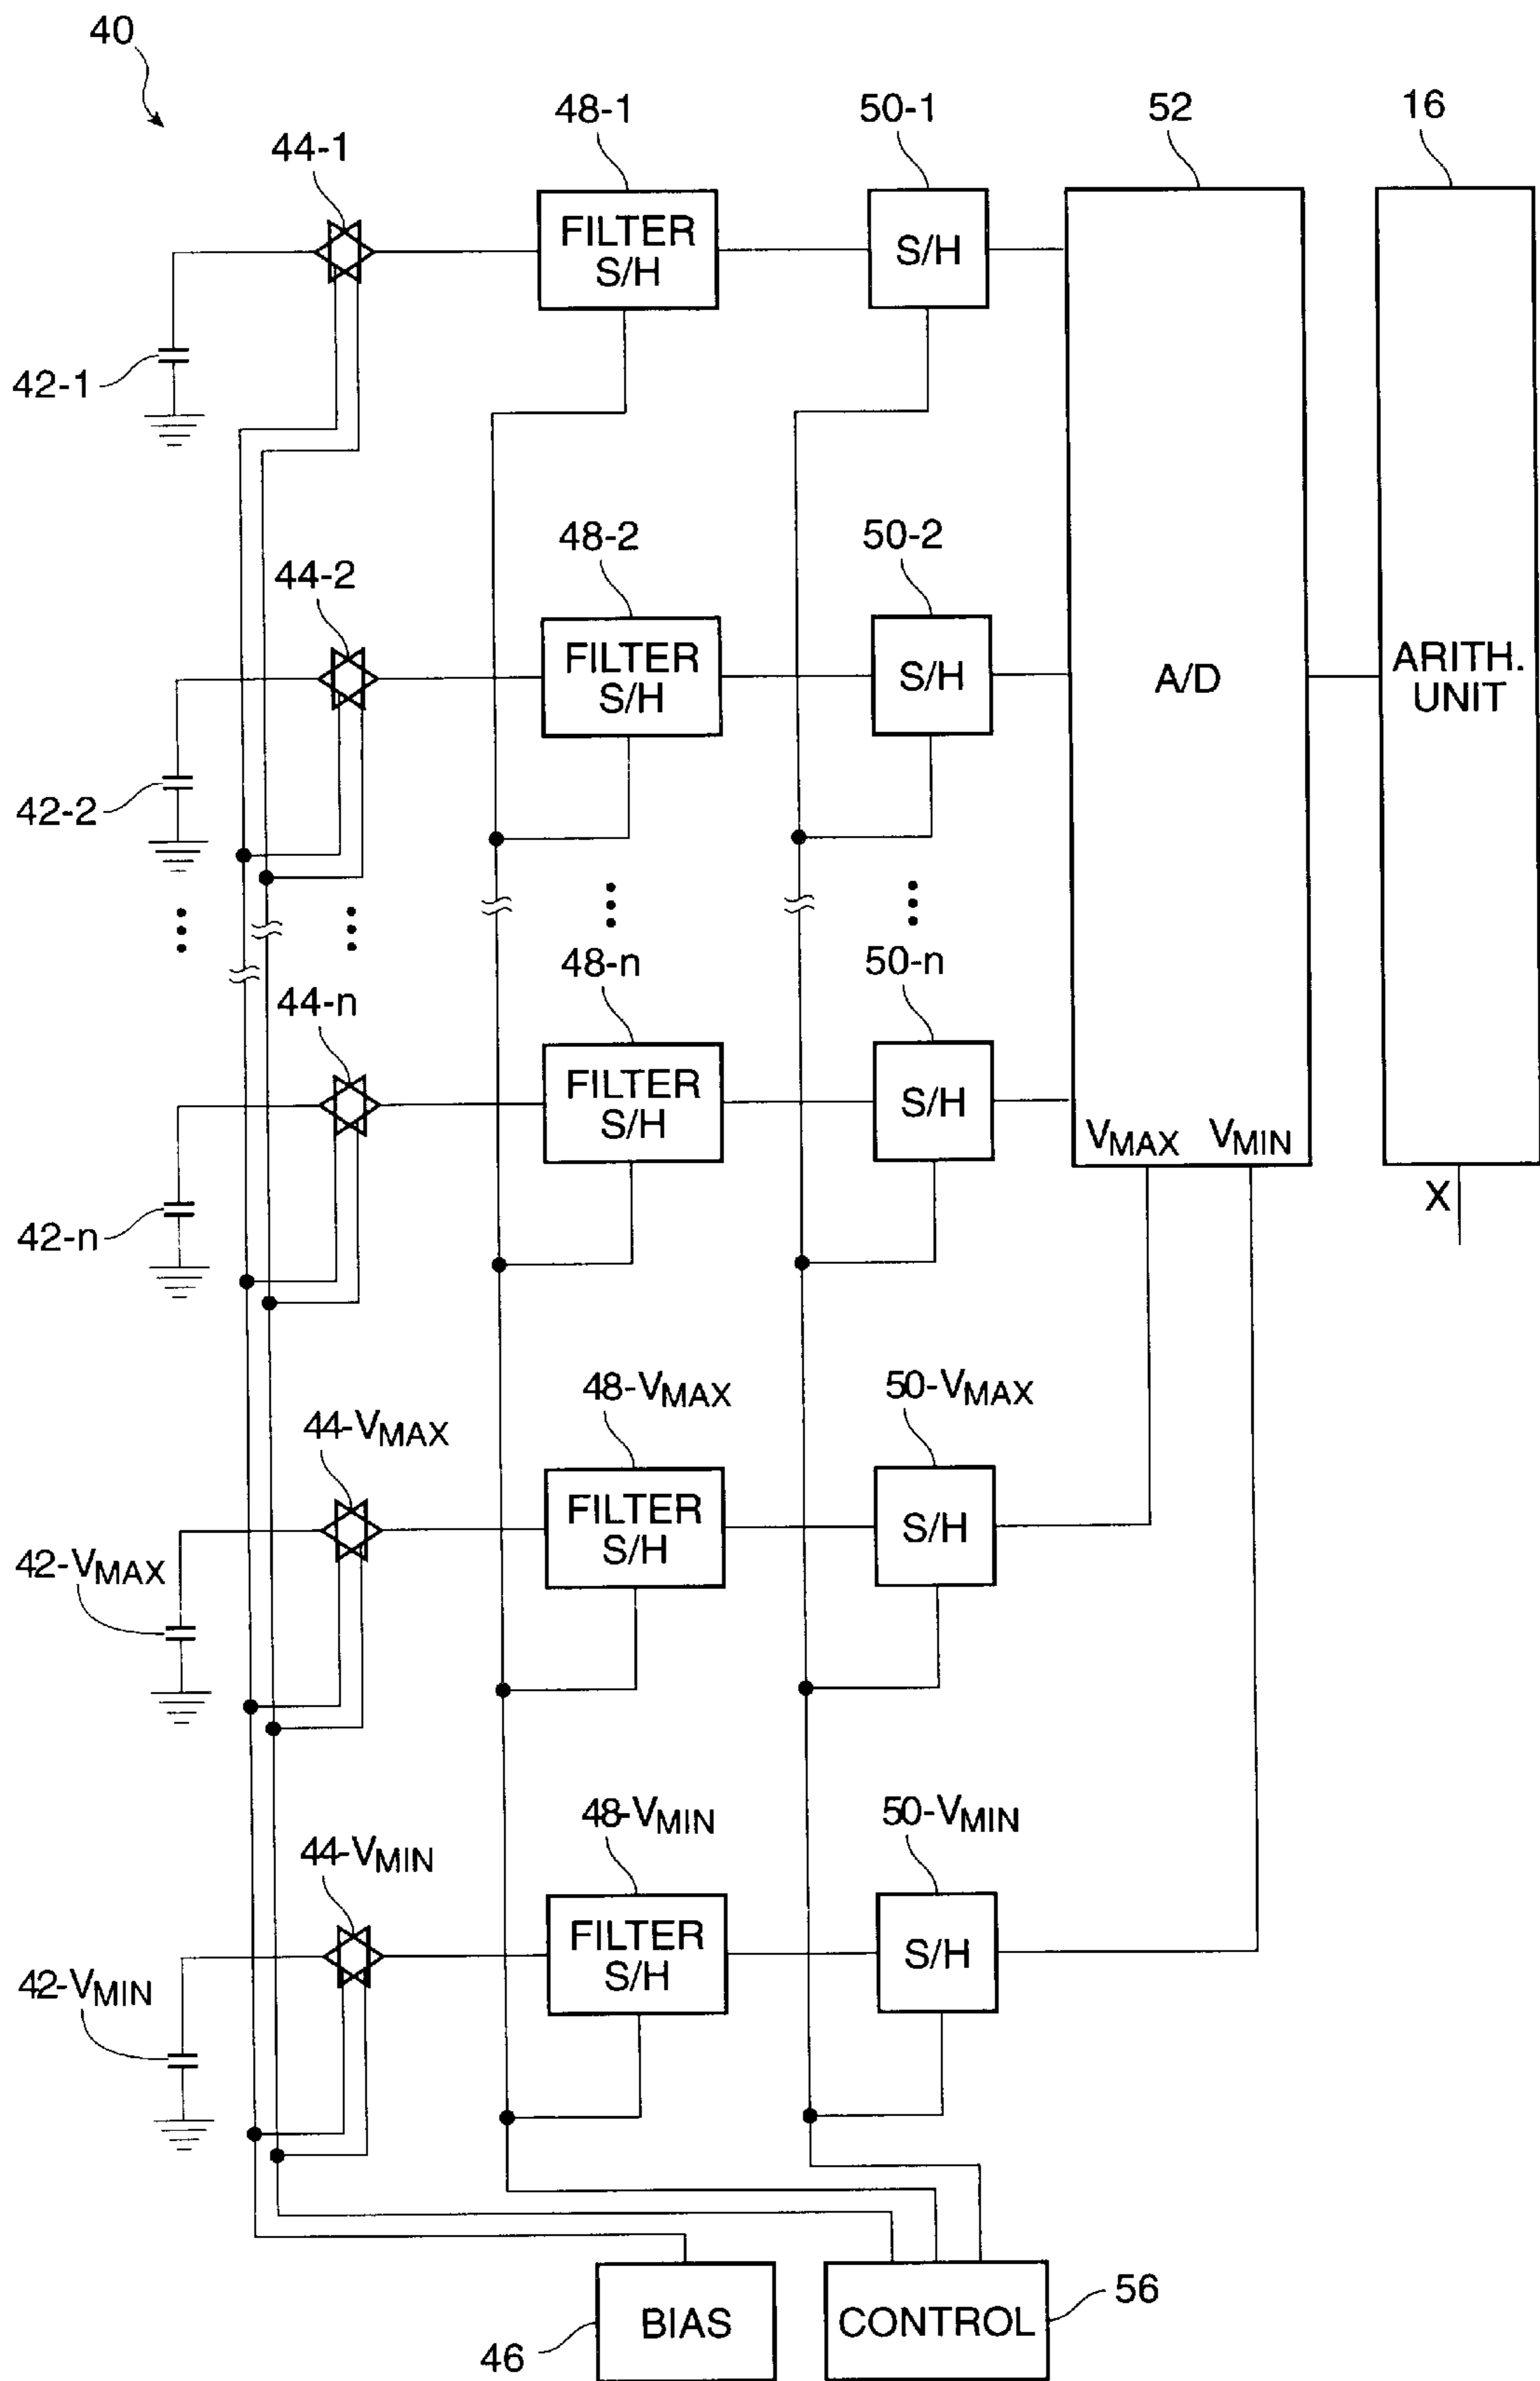 40
48-1
50-1
52
16
44-1
FILTER
S/H
S/H
42-1
48-2
50-2
44-2
FILTER
S/H
S/H
A/D
ARITH.
UNIT
42-2
48-n
50-n
44-n
FILTER
S/H
S/H
VMAX
VMIN
X
42-n
48-VMAX
50-VMAX
44-VMAX
FILTER
S/H
S/H
42-VMAX
48-VMIN
50-VMIN
44-VMIN
FILTER
S/H
S/H
42-VMIN
56
BIAS
CONTROL
46